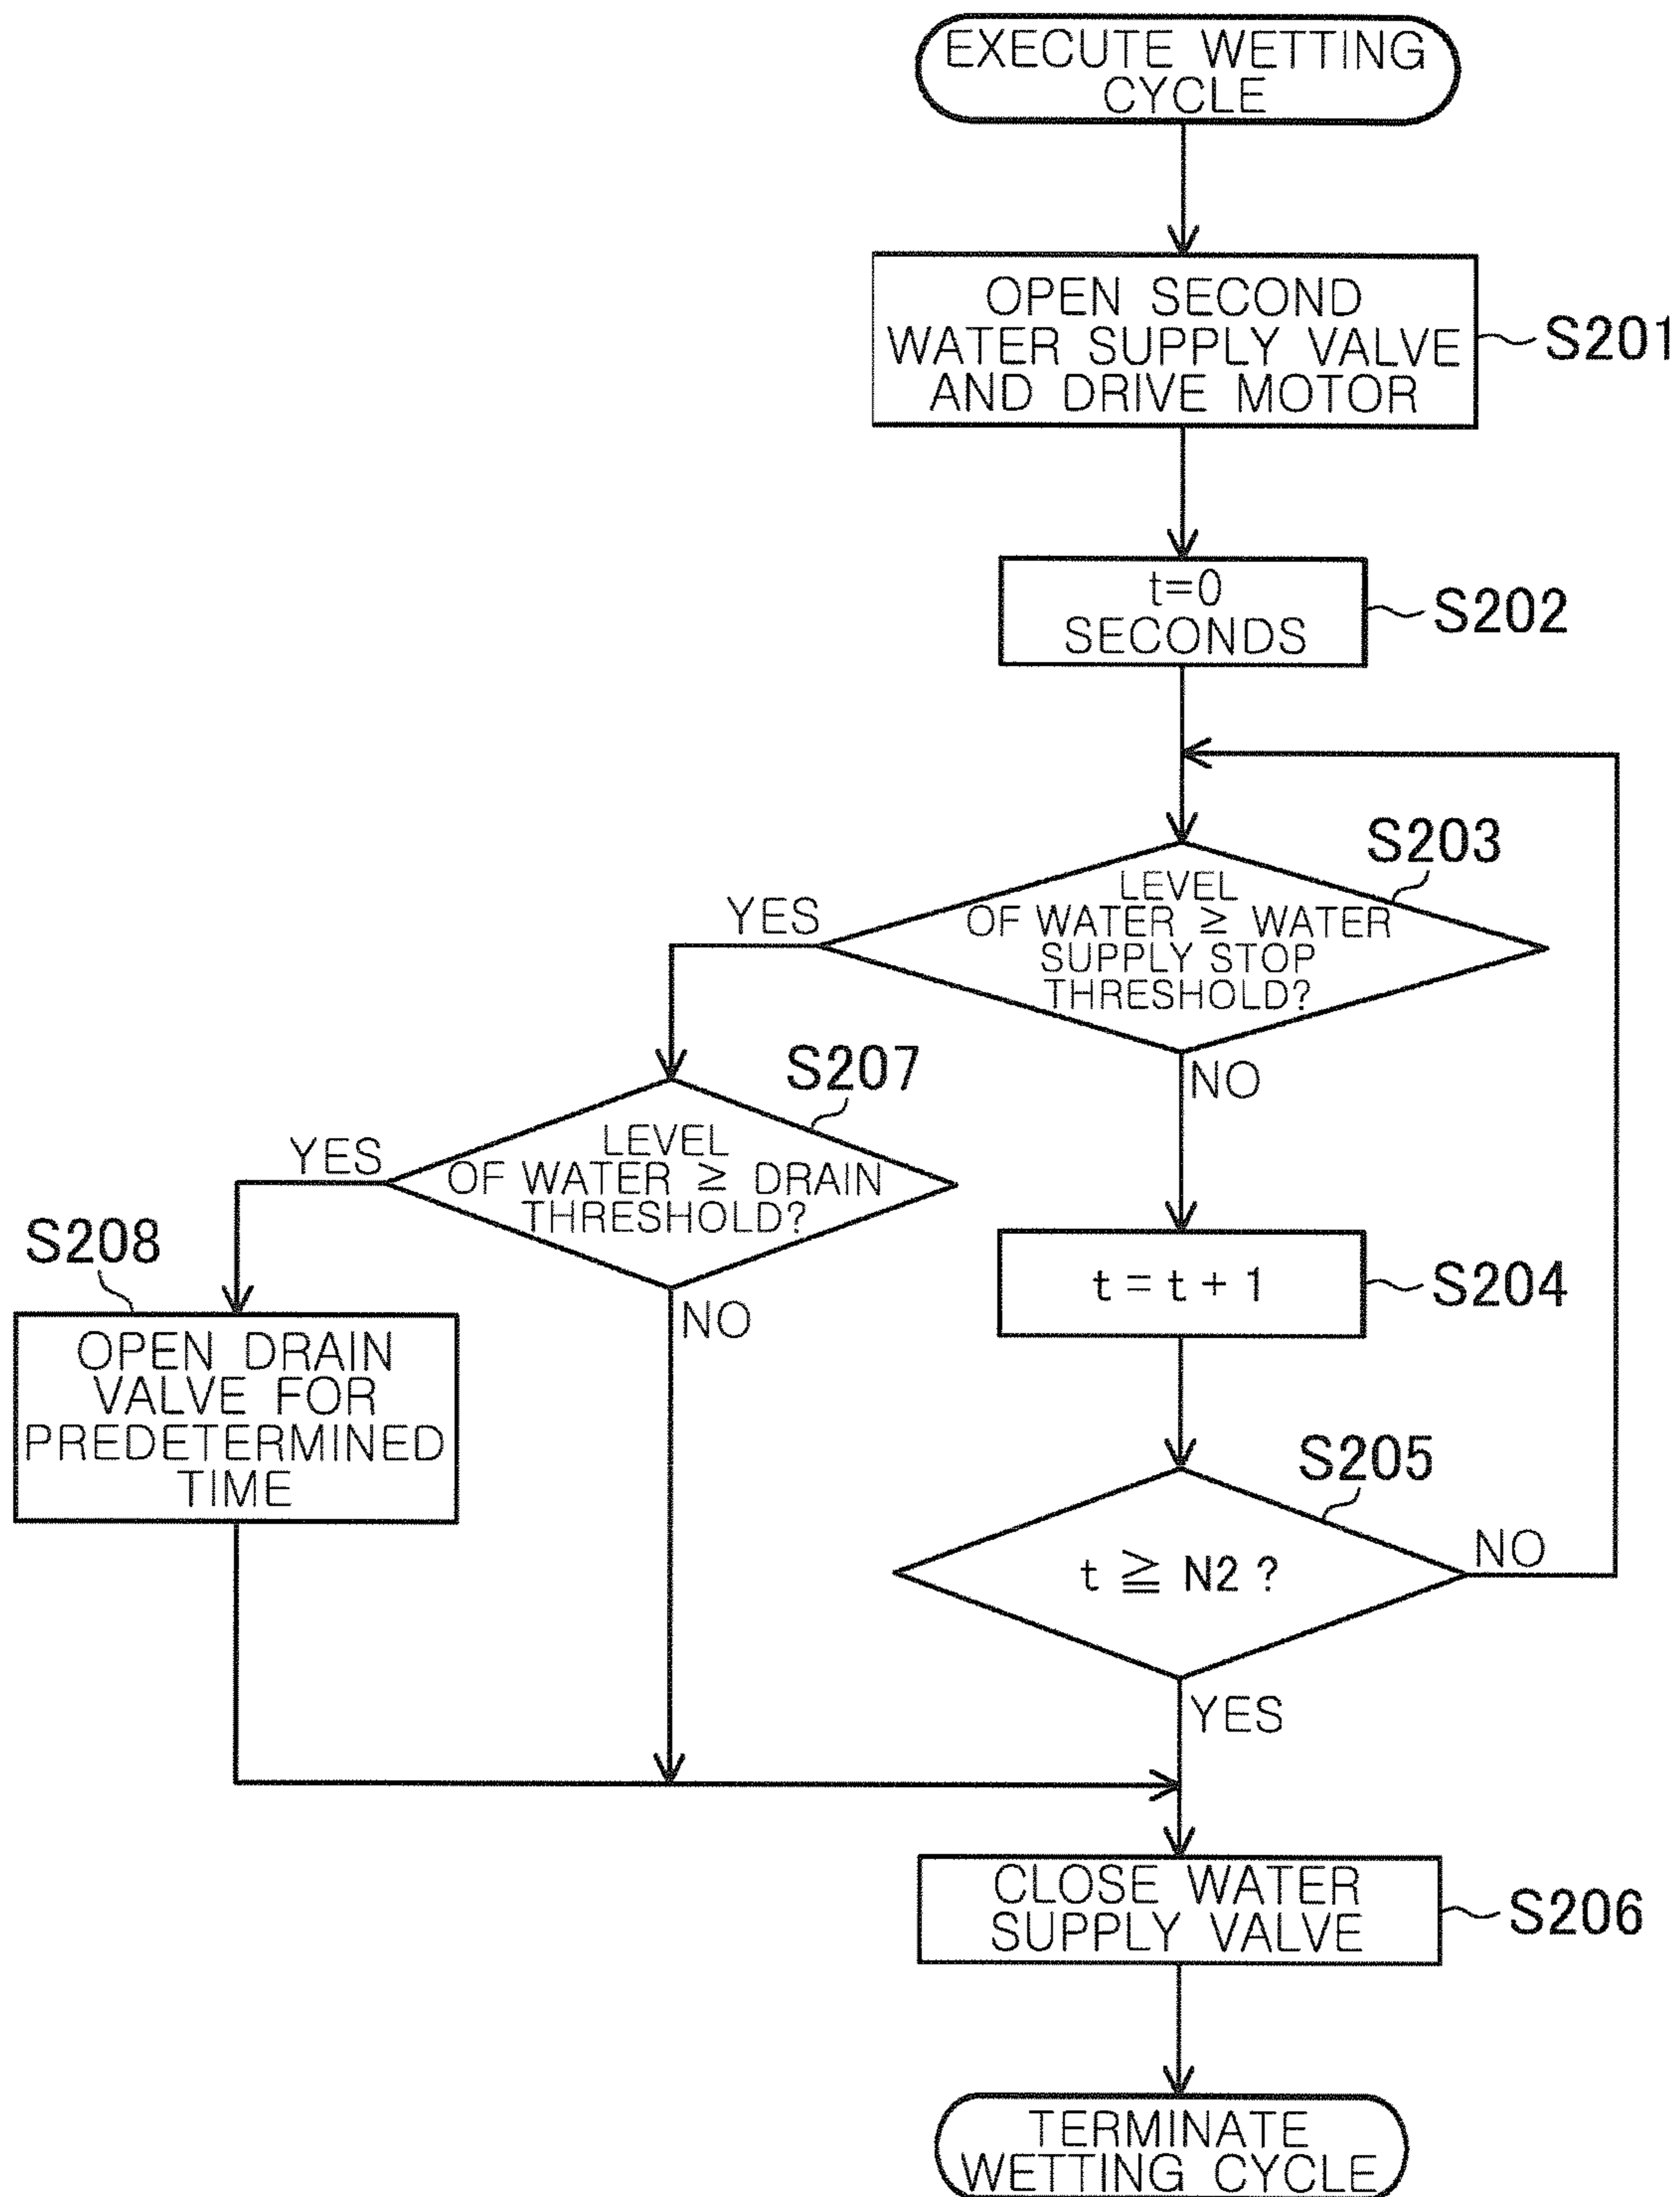 EXECUTE WETTING
CYCLE
OPEN SECOND
WATER SUPPLY VALVE
AND DRIVE MOTOR
S201
t=0
SECONDS
S202
S203
LEVEL
OF WATER ≥ WATER
SUPPLY STOP
THRESHOLD?
YES
NO
S207
LEVEL
OF WATER ≥ DRAIN
THRESHOLD?
YES
NO
S208
OPEN DRAIN
VALVE FOR
PREDETERMINED
TIME
t = t + 1
S204
S205
t ≧ N2 ?
NO
YES
CLOSE WATER
SUPPLY VALVE
S206
TERMINATE
WETTING CYCLE